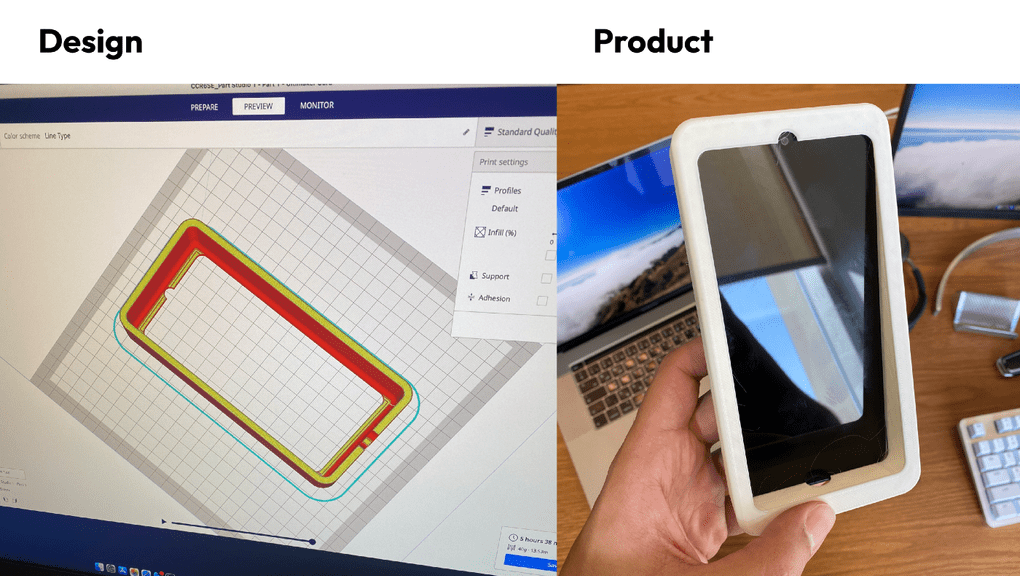 Design
Product
PREPARE
PREVIEW
MONITOR
Color scheme Line Type
Standard Qualit
Print settings
Profiles
Default
Infill (%)
0
Support
Adhesion
5 hours 38